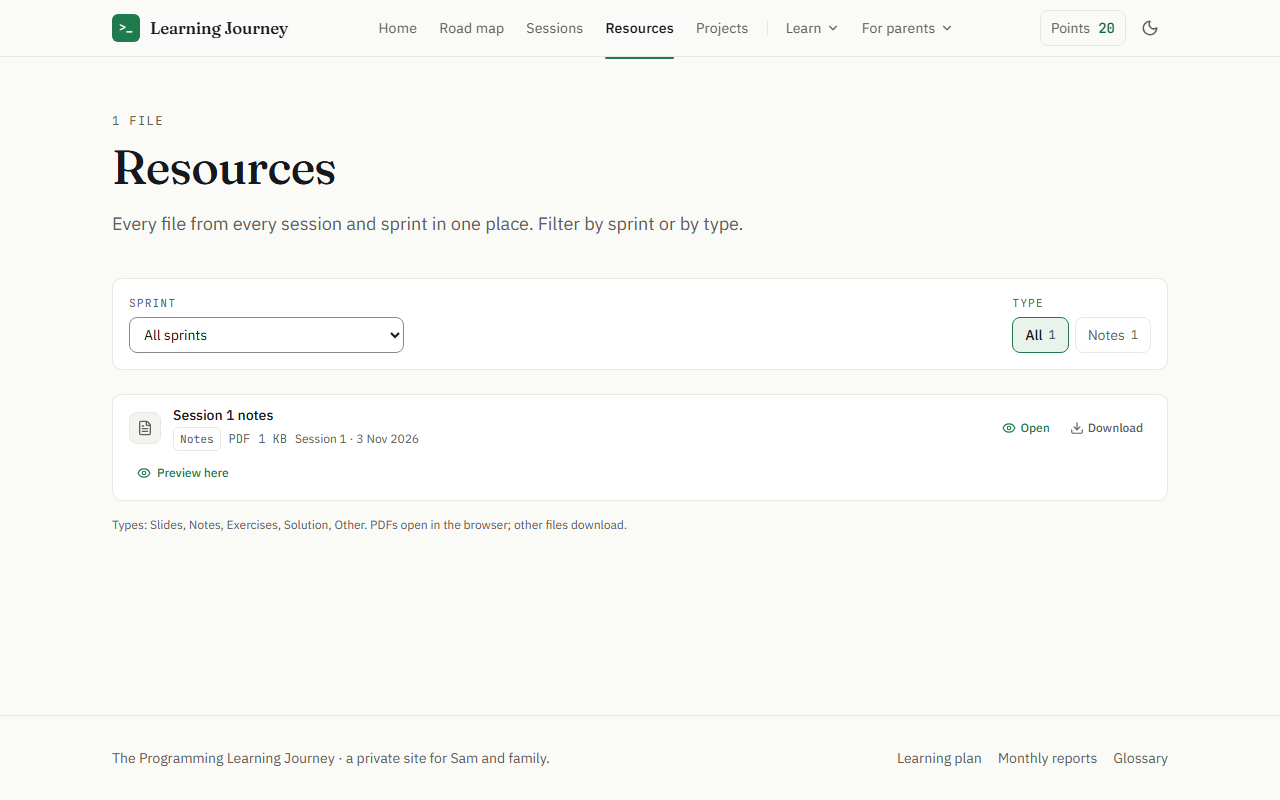 >_ Learning Journey Home Road map Sessions Resources Projects Learn For parents Points 20
1 FILE
Resources
Every file from every session and sprint in one place. Filter by sprint or by type.
SPRINT TYPE
All sprints All 1 Notes 1
Session 1 notes
Notes PDF 1 KB Session 1 · 3 Nov 2026
Open Download
Preview here
Types: Slides, Notes, Exercises, Solution, Other. PDFs open in the browser; other files download.
The Programming Learning Journey · a private site for Sam and family. Learning plan Monthly reports Glossary